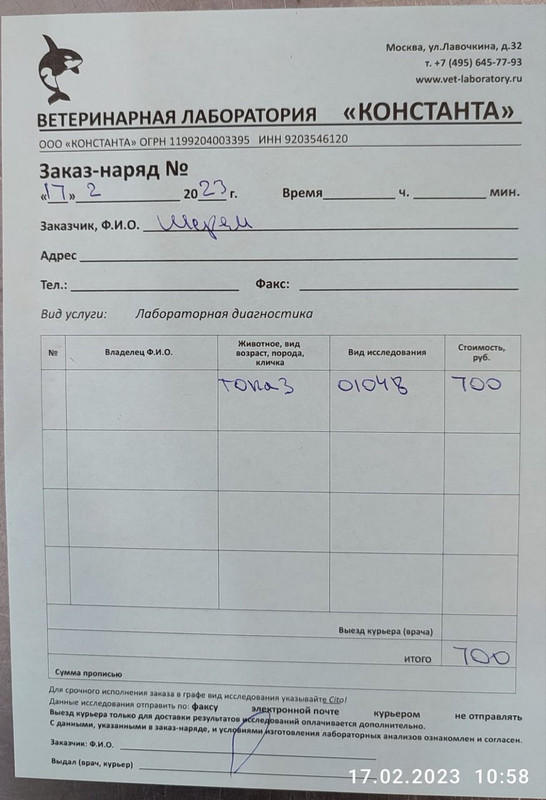 Москва, ул.Лавочкина, д.32
т. +7 (495) 645-77-93
www.vet-laboratory.ru
ВЕТЕРИНАРНАЯ ЛАБОРАТОРИЯ «КОНСТАНТА»
ООО «КОНСТАНТА» ОГРН 1199204003395 ИНН 9203546120
Заказ-наряд №
«17» 2 2023 г. Время ч. мин.
Заказчик, Ф.И.О.
Адрес
Тел.: Факс:
Вид услуги: Лабораторная диагностика
№ Владелец Ф.И.О. Животное, вид возраст, порода, кличка Вид исследования Стоимость, руб.
Топаз 700
Выезд курьера (врача)
ИТОГО 700
Сумма прописью
Для срочного исполнения заказа в графе вид исследования указывайте Cito!
Данные исследования отправить по: факсу электронной почте курьером не отправлять
Выезд курьера только для доставки результатов исследований оплачивается дополнительно.
С данными, указанными в заказ-наряде, и условиями изготовления лабораторных анализов ознакомлен и согласен.
Заказчик: Ф.И.О.
Выдал (врач, курьер)
17.02.2023 10:58